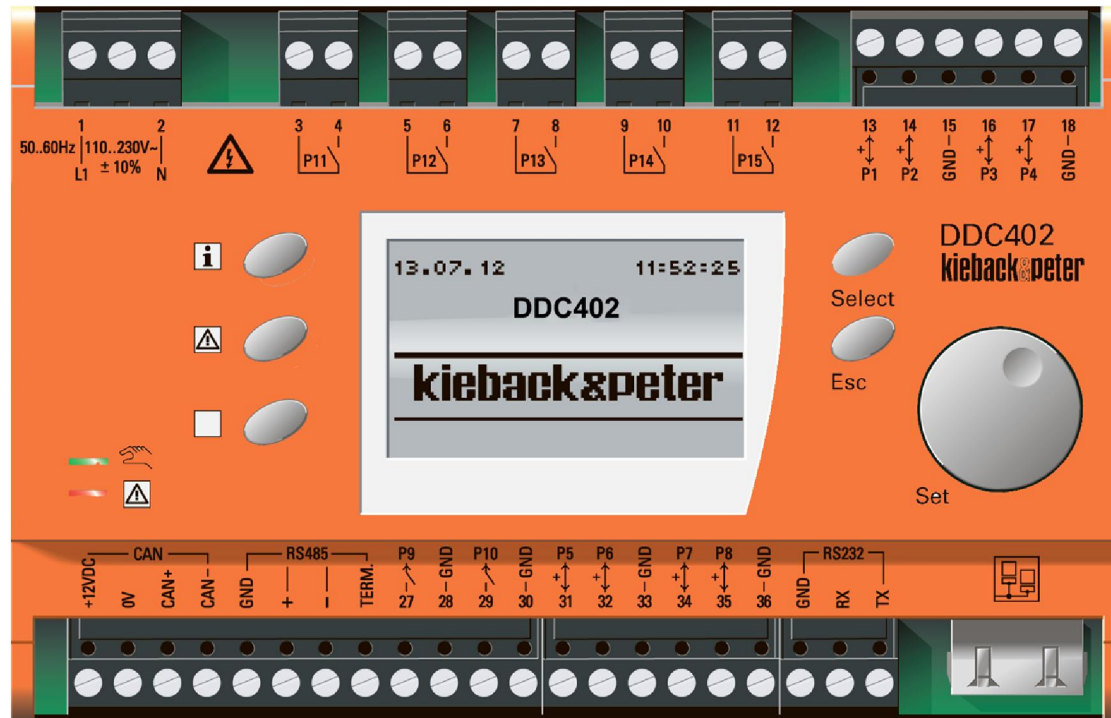 1 2 3 4 5 6 7 8 9 10 11 12 13 14 15 16 17 18
50..60Hz 110..230V~ ± 10% L1 N
P11 P12 P13 P14 P15
+ P1 + P2 GND + P3 + P4 GND
i
13.07.12 11:52:25
DDC402
kieback&peter
Select
Esc
DDC402
kieback&peter
Set
CAN RS485 P9 P10 P5 P6 P7 P8 RS232
+12VDC 0V CAN+ CAN- GND + - TERM. 27 28 - GND 29 30 - GND + 31 + 32 33 - GND + 34 + 35 36 - GND GND RX TX